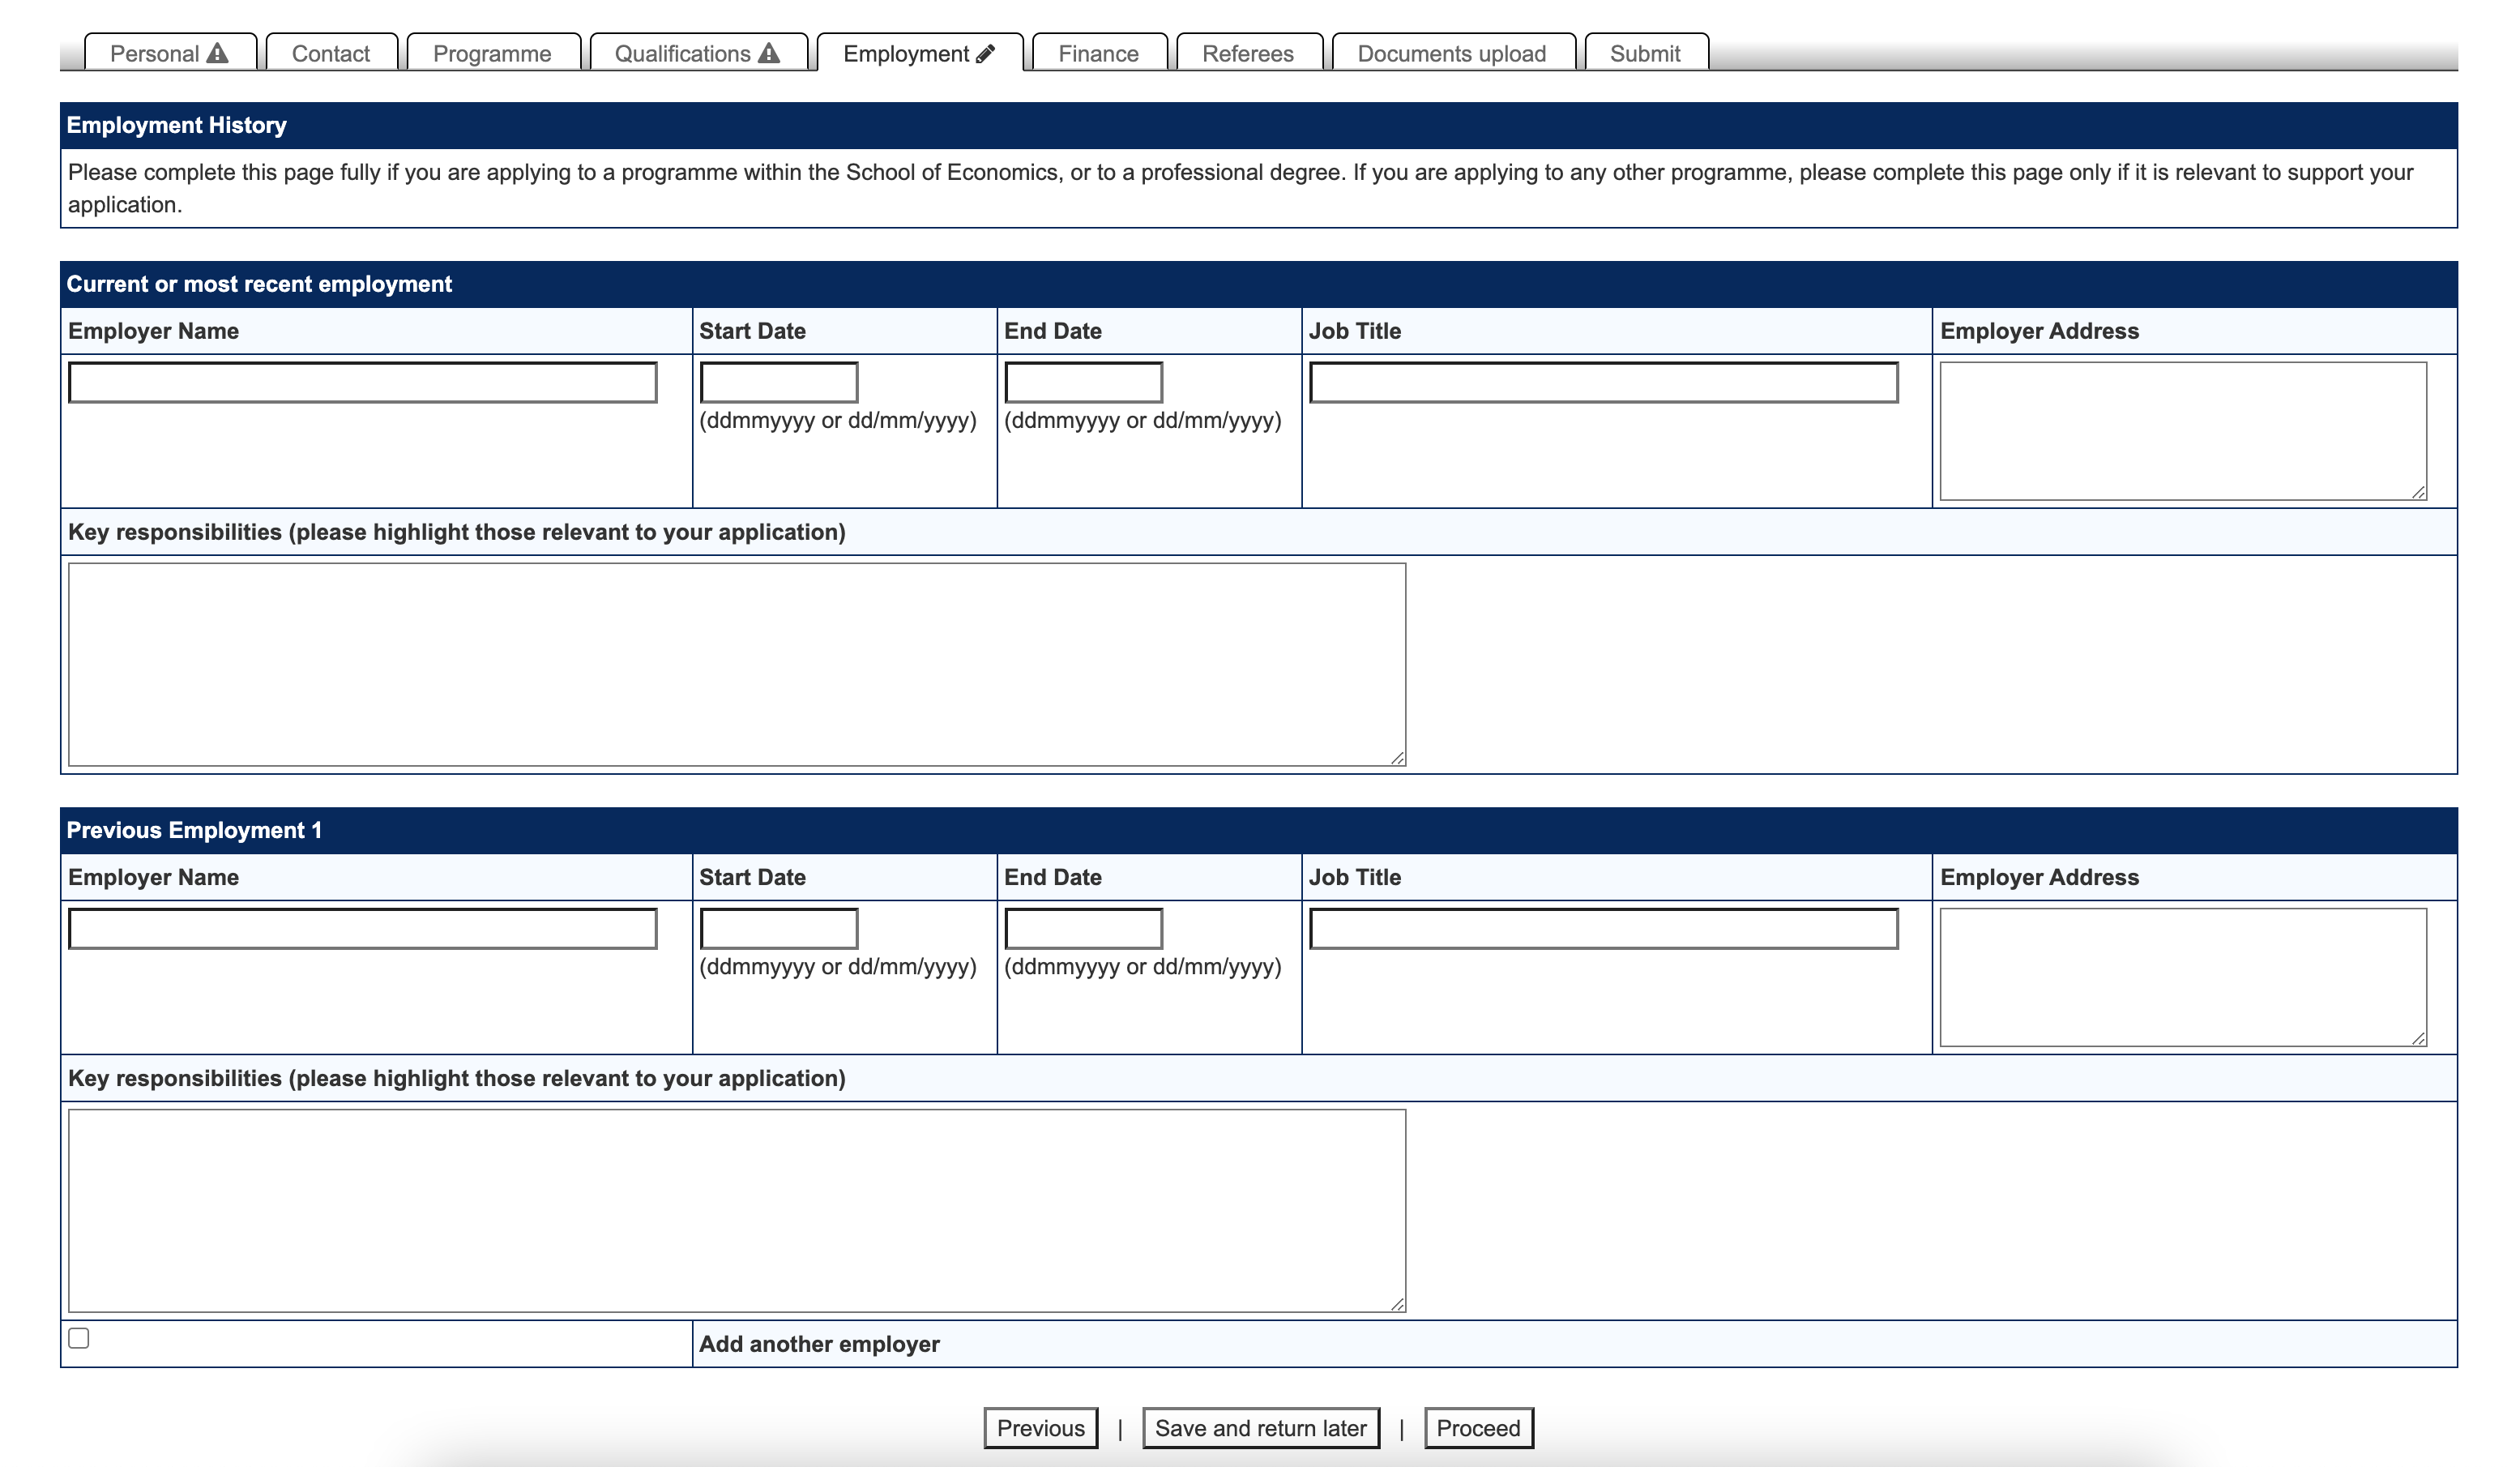 Personal Contact Programme Qualifications Employment Finance Referees Documents upload Submit
Employment History
Please complete this page fully if you are applying to a programme within the School of Economics, or to a professional degree. If you are applying to any other programme, please complete this page only if it is relevant to support your
application.
Current or most recent employment
Employer Name Start Date End Date Job Title Employer Address
(ddmmyyyy or dd/mm/yyyy) (ddmmyyyy or dd/mm/yyyy)
Key responsibilities (please highlight those relevant to your application)
Previous Employment 1
Employer Name Start Date End Date Job Title Employer Address
(ddmmyyyy or dd/mm/yyyy) (ddmmyyyy or dd/mm/yyyy)
Key responsibilities (please highlight those relevant to your application)
Add another employer
Previous | Save and return later | Proceed